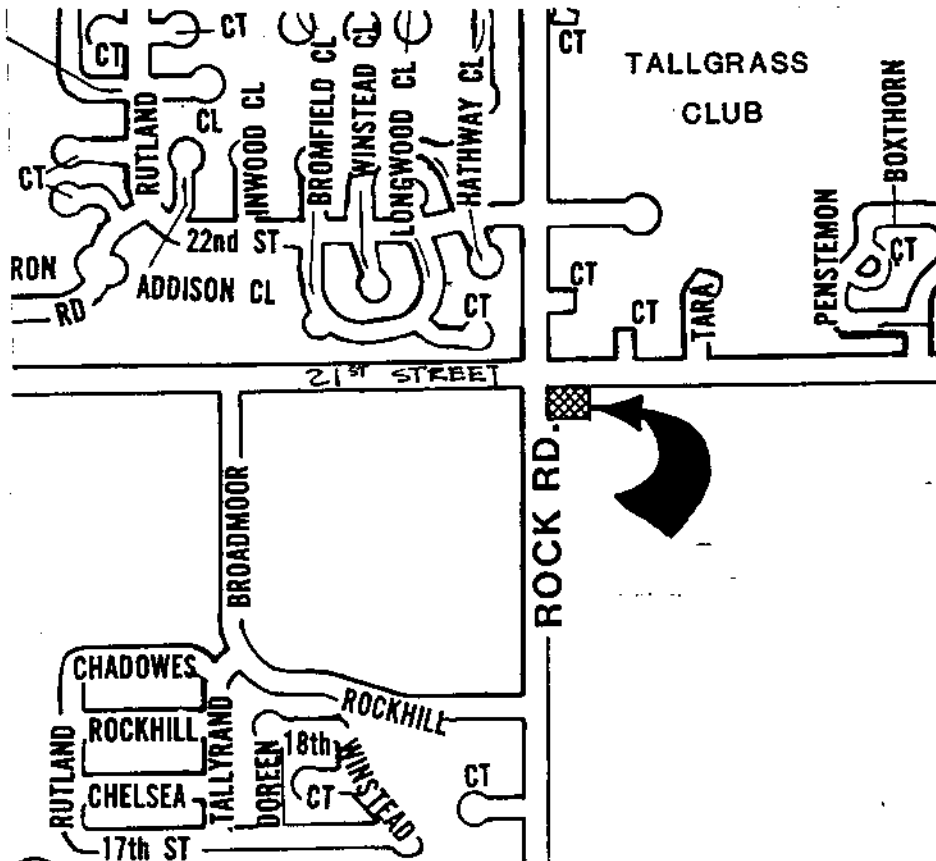 CT
CT
CT
TALLGRASS
CLUB
RUTLAND
CL
INWOOD CL
BROMFIELD CL
WINSTEAD CL
LONGWOOD CL
HATHWAY CL
BOXTHORN
CT
22nd ST
CT
PENSTEMON
RON
RD
ADDISON CL
CT
CT
CT
TARA
21ST STREET
ROCK RD.
BROADMOOR
CHADOWES
ROCKHILL
ROCKHILL
RUTLAND
TALLYRAND
DOREEN
18th
WINSTEAD
CT
CHELSEA
CT
17th ST